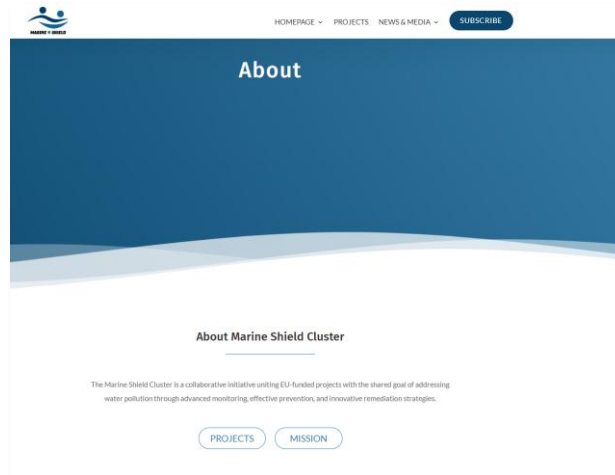 MARINE SHIELD
HOMEPAGE PROJECTS NEWS & MEDIA SUBSCRIBE
About
About Marine Shield Cluster
The Marine Shield Cluster is a collaborative initiative uniting EU-funded projects with the shared goal of addressing
water pollution through advanced monitoring, effective prevention, and innovative remediation strategies.
PROJECTS MISSION